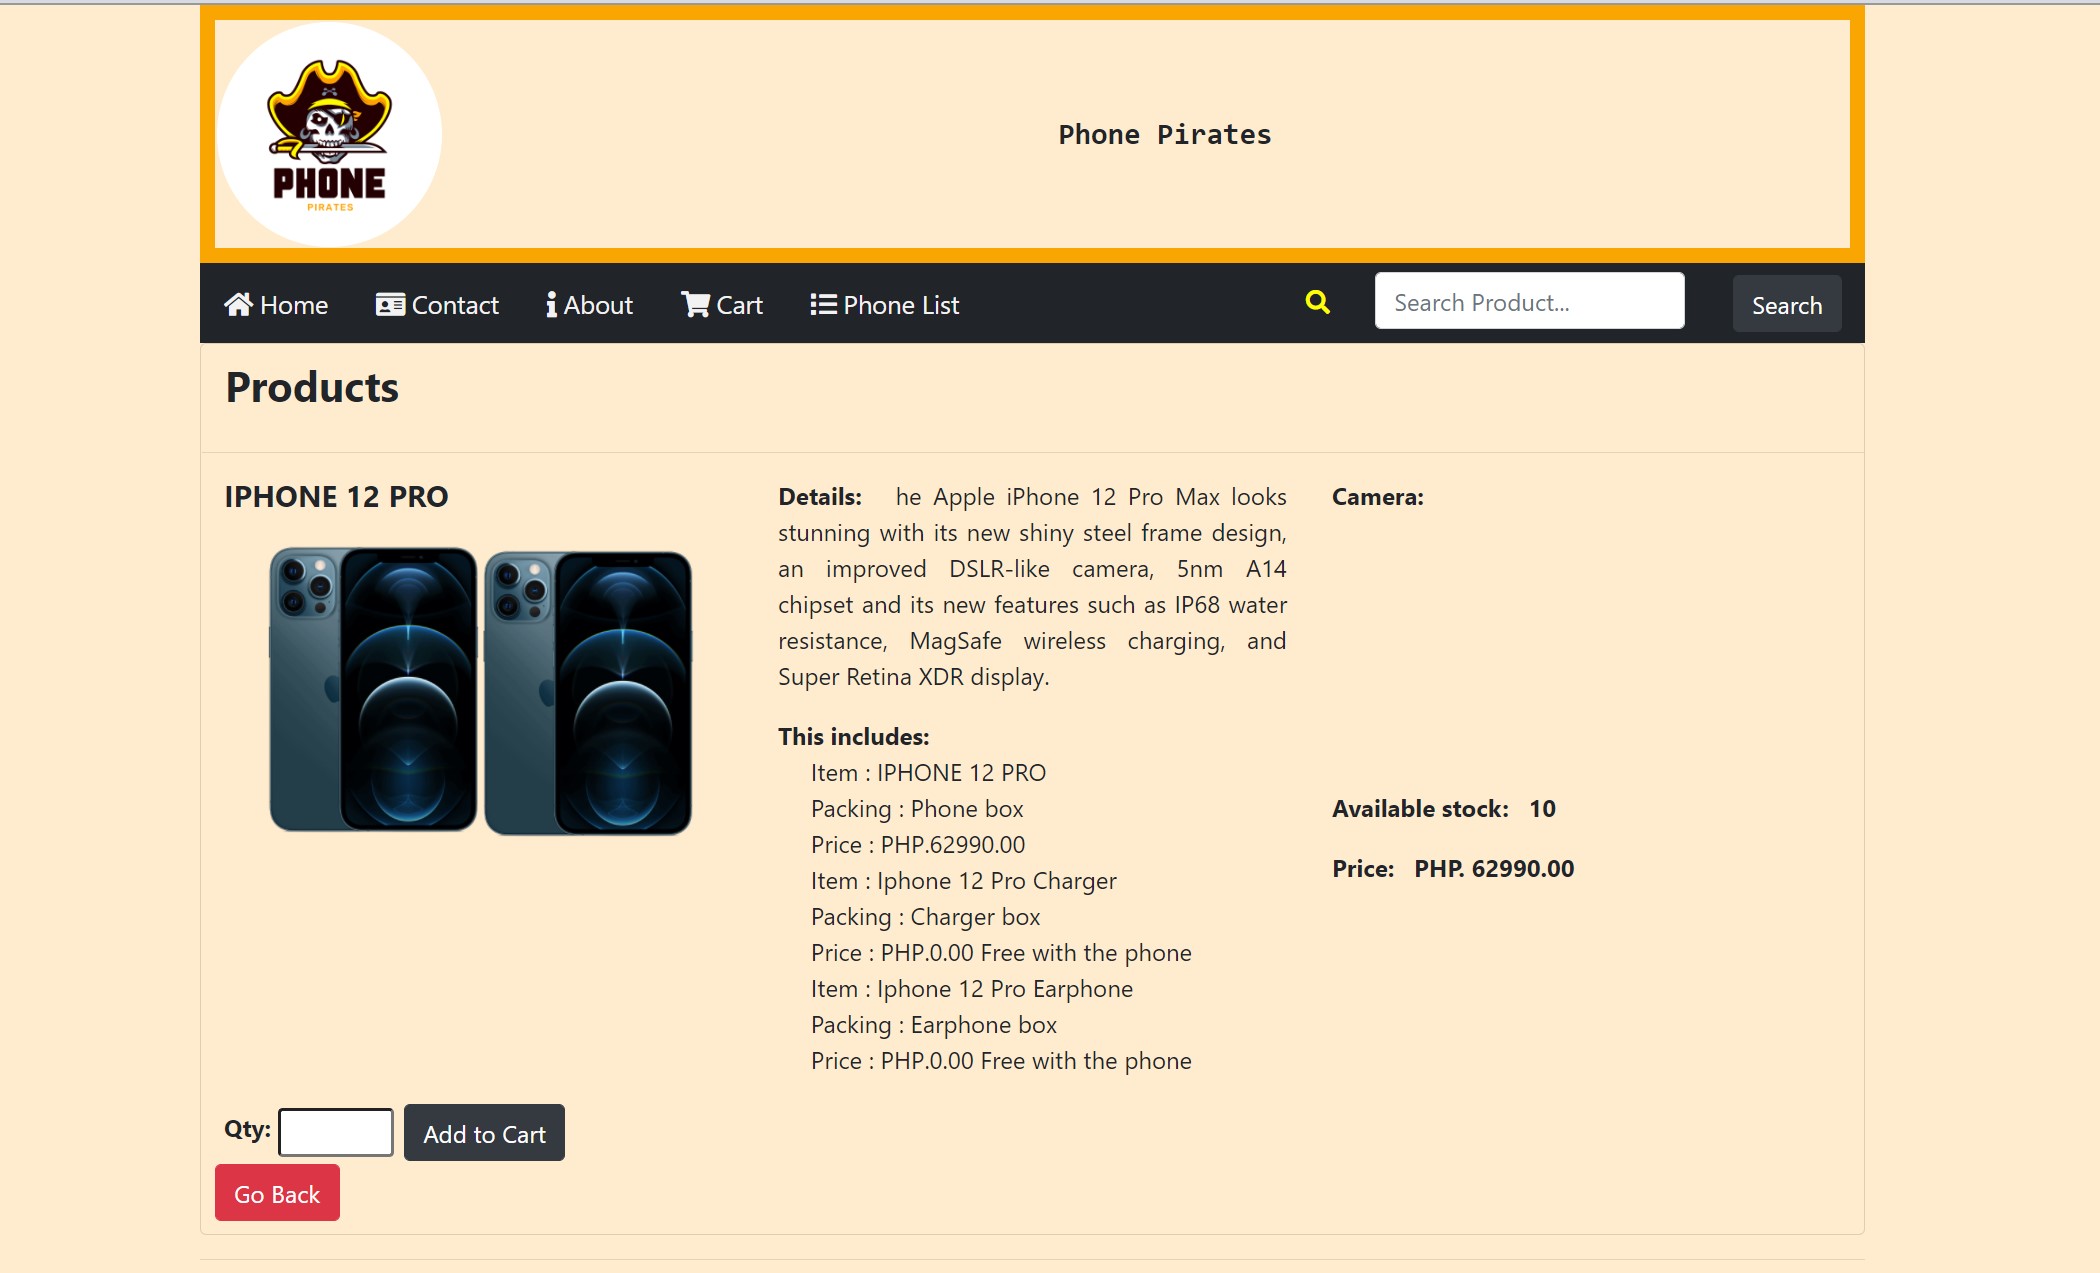 PHONE
PIRATES
Phone Pirates
Home
Contact
About
Cart
Phone List
Search Product...
Search
Products
IPHONE 12 PRO
Details: he Apple iPhone 12 Pro Max looks
stunning with its new shiny steel frame design,
an improved DSLR-like camera, 5nm A14
chipset and its new features such as IP68 water
resistance, MagSafe wireless charging, and
Super Retina XDR display.
This includes:
Item : IPHONE 12 PRO
Packing : Phone box
Price : PHP.62990.00
Item : Iphone 12 Pro Charger
Packing : Charger box
Price : PHP.0.00 Free with the phone
Item : Iphone 12 Pro Earphone
Packing : Earphone box
Price : PHP.0.00 Free with the phone
Camera:
Available stock: 10
Price: PHP. 62990.00
Qty:
Add to Cart
Go Back